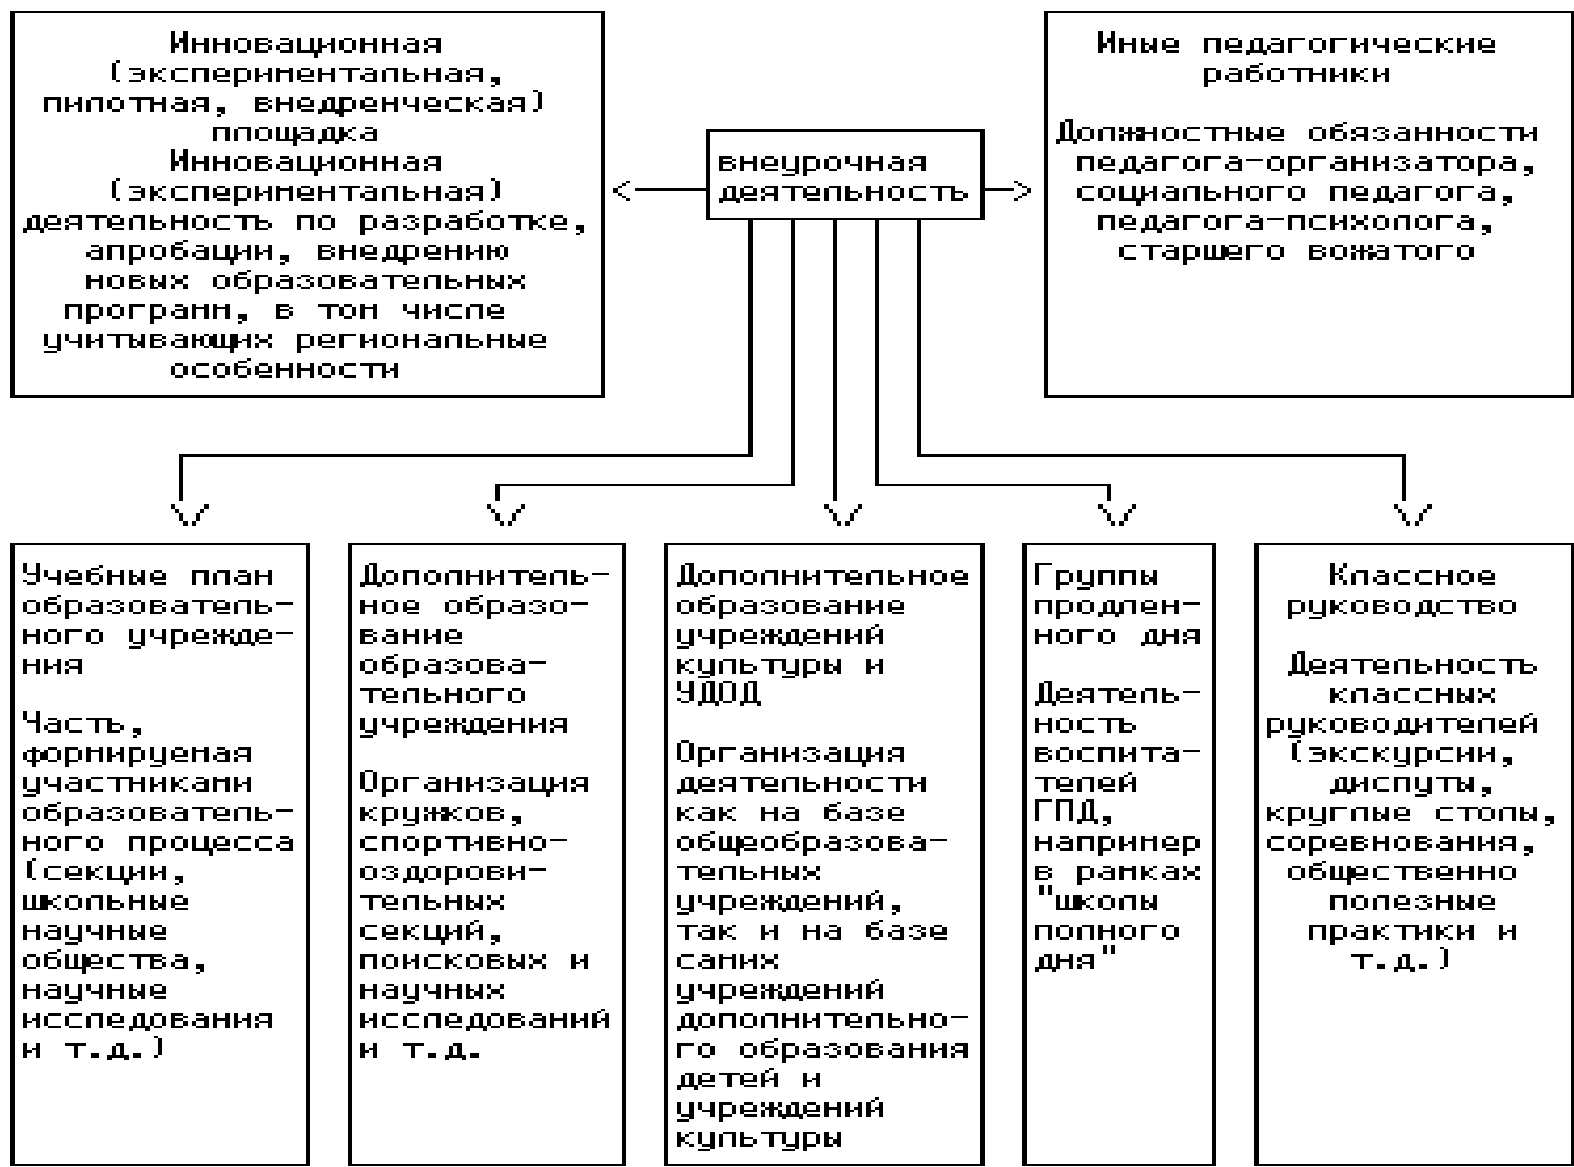 Инновационная
(экспериментальная,
пилотная, внедренческая)
площадка
Инновационная
(экспериментальная)
деятельность по разработке,
апробации, внедрению
новых образовательных
программ, в том числе
учитывающих региональные
особенности
внеурочная
деятельность
Иные педагогические
работники
Должностные обязанности
педагога-организатора,
социального педагога,
педагога-психолога,
старшего вожатого
Учебные план
образователь-
ного учрежде-
ния
Часть,
формируемая
участниками
образователь-
ного процесса
(секции,
школьные
научные
общества,
научные
исследования
и т.д.)
Дополнитель-
ное образо-
вание
образова-
тельного
учреждения
Организация
кружков,
спортивно-
оздорови-
тельных
секций,
поисковых и
научных
исследований
и т.д.
Дополнительное
образование
учреждений
культуры и
УДОД
Организация
деятельности
как на базе
общеобразова-
тельных
учреждений,
так и на базе
самих
учреждений
дополнительно-
го образования
детей и
учреждений
культуры
Группы
продлен-
ного дня
Деятель-
ность
воспита-
телей
ГПД,
например
в рамках
"школы
полного
дня"
Классное
руководство
Деятельность
классных
руководителей
(экскурсии,
диспуты,
круглые столы,
соревнования,
общественно
полезные
практики и
т.д.)